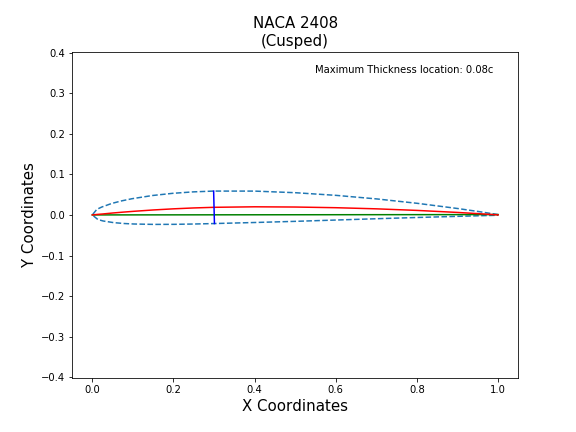 NACA 2408
(Cusped)
Maximum Thickness location: 0.08c
Y Coordinates
0.4
0.3
0.2
0.1
0.0
−0.1
−0.2
−0.3
−0.4
0.0 0.2 0.4 0.6 0.8 1.0
X Coordinates